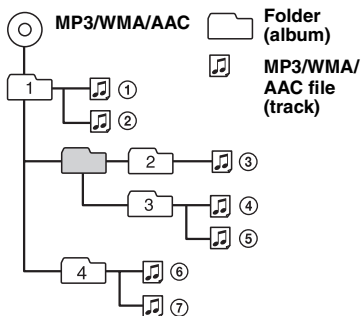 MP3/WMA/AAC
Folder
(album)
MP3/WMA/
AAC file
(track)
1
①
②
2
③
3
④
⑤
4
⑥
⑦